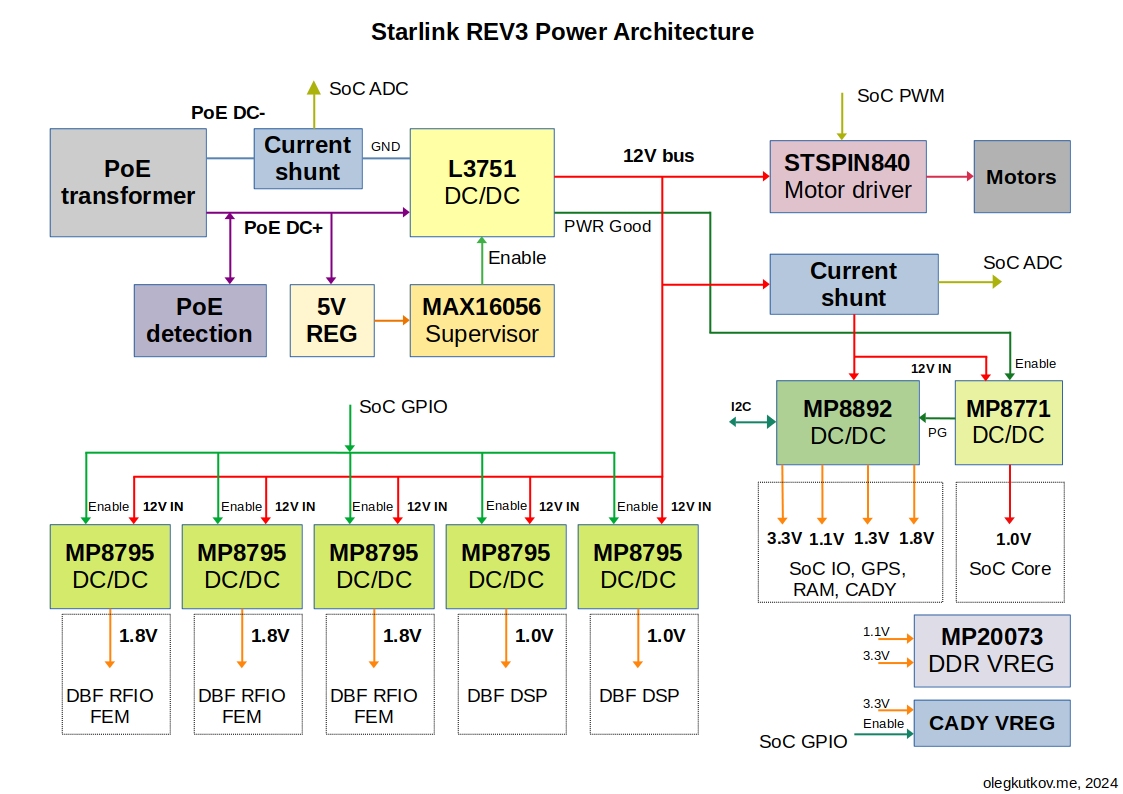 Starlink REV3 Power Architecture
SoC ADC
PoE DC-
PoE
transformer
Current
shunt
GND
L3751
DC/DC
12V bus
SoC PWM
STSPIN840
Motor driver
Motors
PoE DC+
PWR Good
Enable
PoE
detection
5V
REG
MAX16056
Supervisor
Current
shunt
SoC ADC
12V IN
Enable
I2C
MP8892
DC/DC
PG
MP8771
DC/DC
SoC GPIO
Enable
12V IN
Enable
12V IN
Enable
12V IN
Enable
12V IN
Enable
12V IN
MP8795
DC/DC
MP8795
DC/DC
MP8795
DC/DC
MP8795
DC/DC
MP8795
DC/DC
3.3V
1.1V
1.3V
1.8V
SoC IO, GPS,
RAM, CADY
1.0V
SoC Core
1.8V
DBF RFIO
FEM
1.8V
DBF RFIO
FEM
1.8V
DBF RFIO
FEM
1.0V
DBF DSP
1.0V
DBF DSP
1.1V
3.3V
MP20073
DDR VREG
3.3V
Enable
SoC GPIO
CADY VREG
olegkutkov.me, 2024